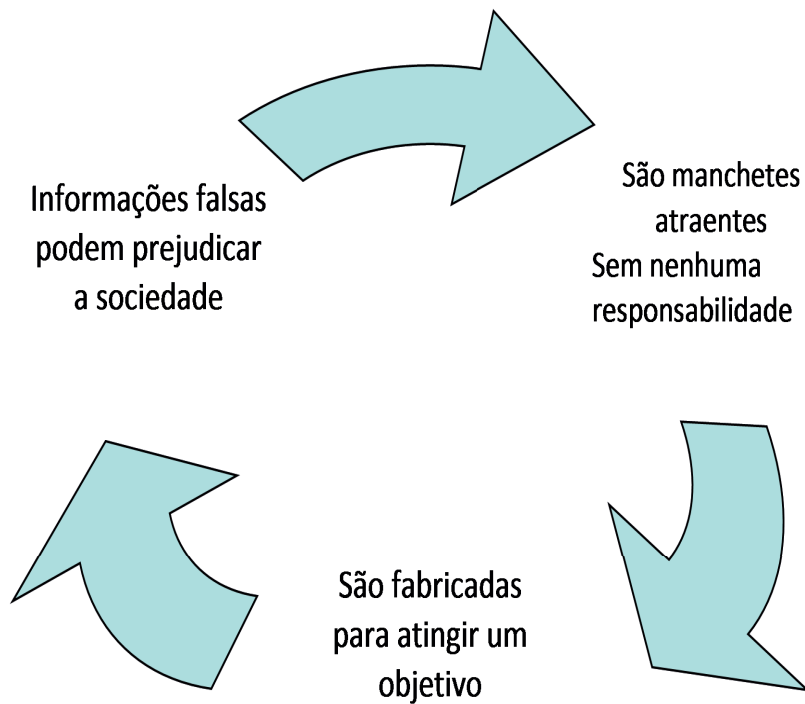 Informações falsas
podem prejudicar
a sociedade
São manchetes
atraentes
Sem nenhuma
responsabilidade
São fabricadas
para atingir um
objetivo